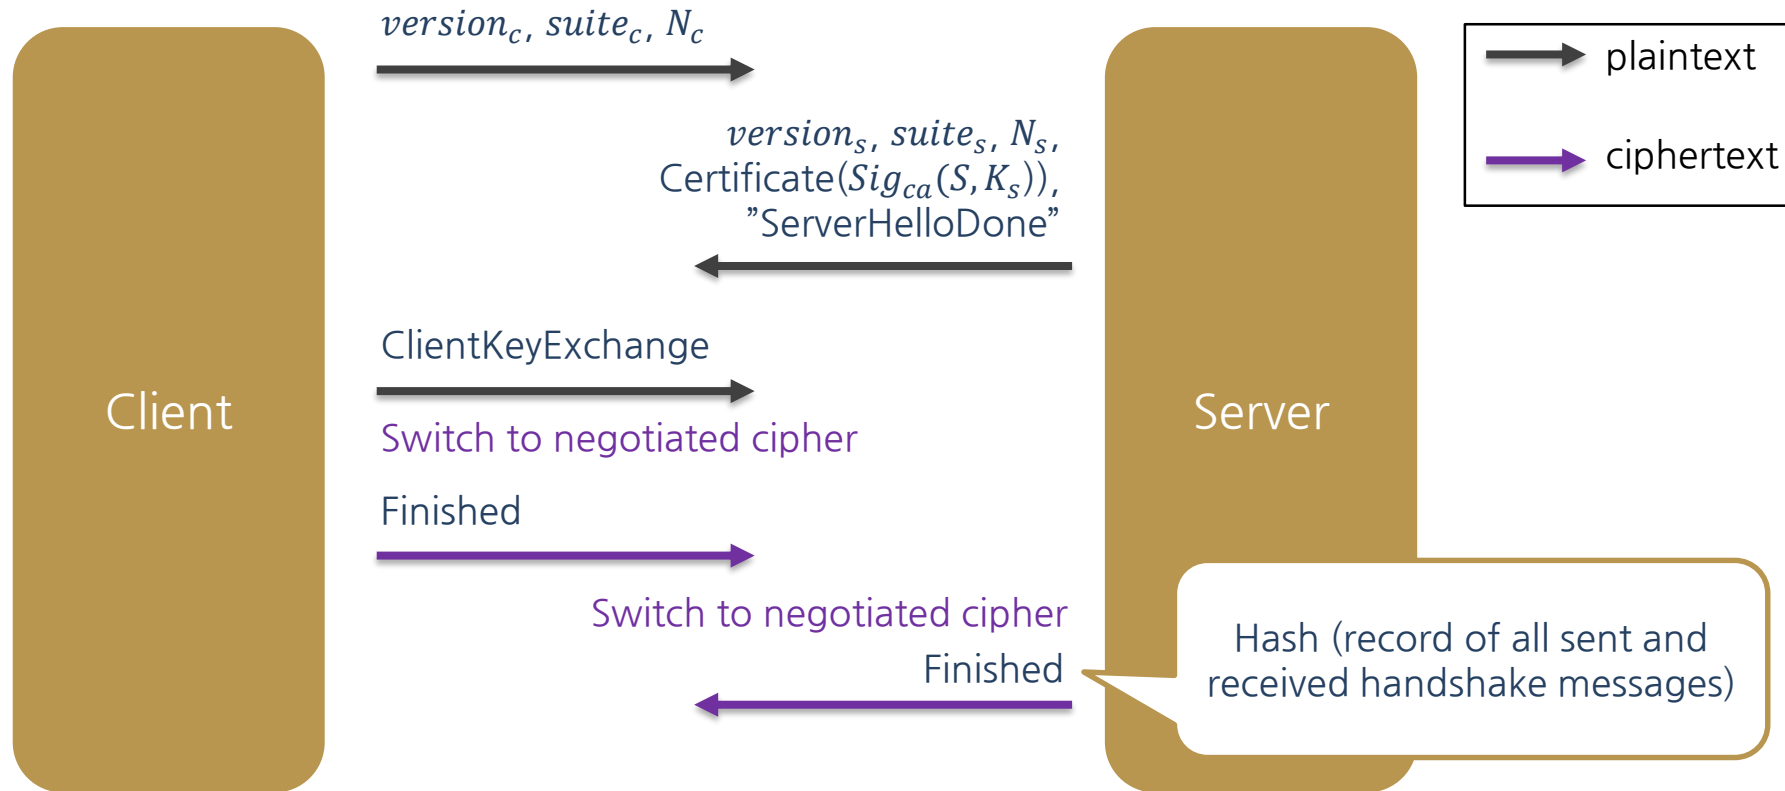 version_c, suite_c, N_c
plaintext
version_s, suite_s, N_s,
Certificate(Sig_ca(S, K_s)),
”ServerHelloDone”
ciphertext
ClientKeyExchange
Client
Server
Switch to negotiated cipher
Finished
Switch to negotiated cipher
Finished
Hash (record of all sent and
received handshake messages)